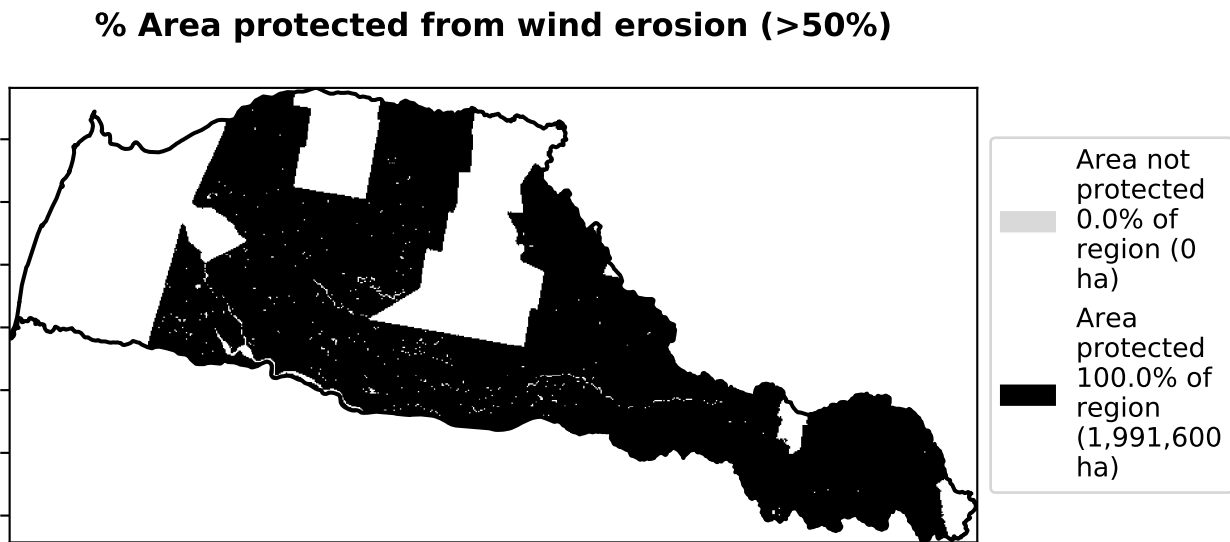 % Area protected from wind erosion (>50%)
Area not
protected
0.0% of
region (0
ha)
Area
protected
100.0% of
region
(1,991,600
ha)